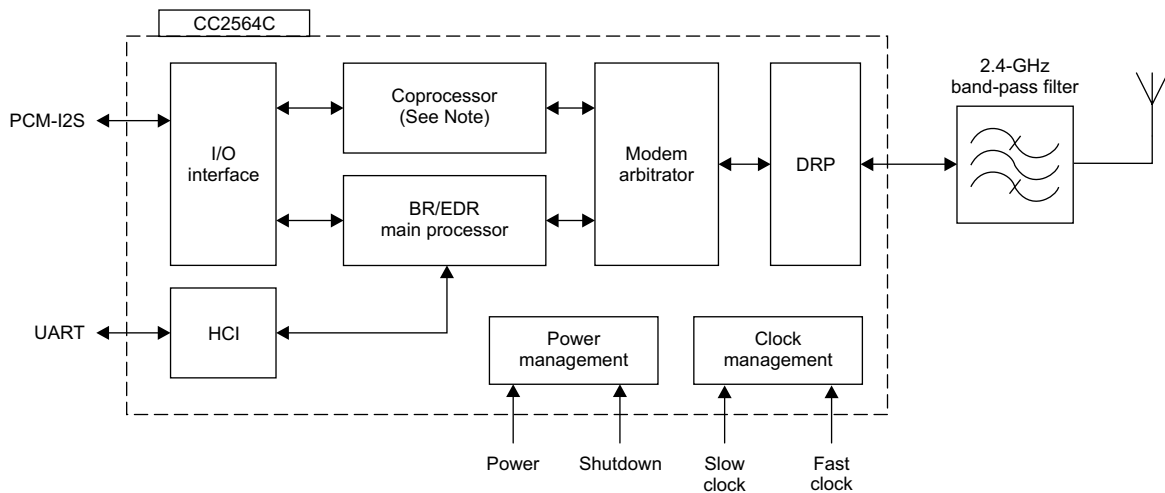 CC2564C
2.4-GHz
band-pass filter
PCM-I2S
I/O
interface
Coprocessor
(See Note)
Modem
arbitrator
DRP
BR/EDR
main processor
UART
HCI
Power
management
Clock
management
Power
Shutdown
Slow
clock
Fast
clock